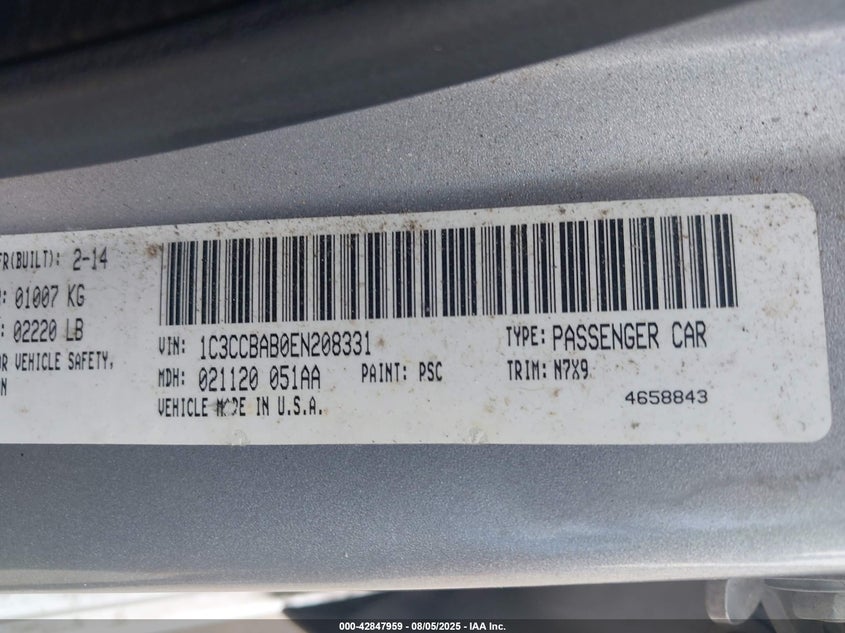 FR(BUILT): 2-14
: 01007 KG
: 02220 LB
OR VEHICLE SAFETY,
N
VIN: 1C3CCBAB0EN208331
TYPE: PASSENGER CAR
MDH: 021120 051AA
PAINT: PSC
TRIM: N7X9
VEHICLE MADE IN U.S.A.
4658843
000-42847959 - 08/05/2025 - IAA Inc.